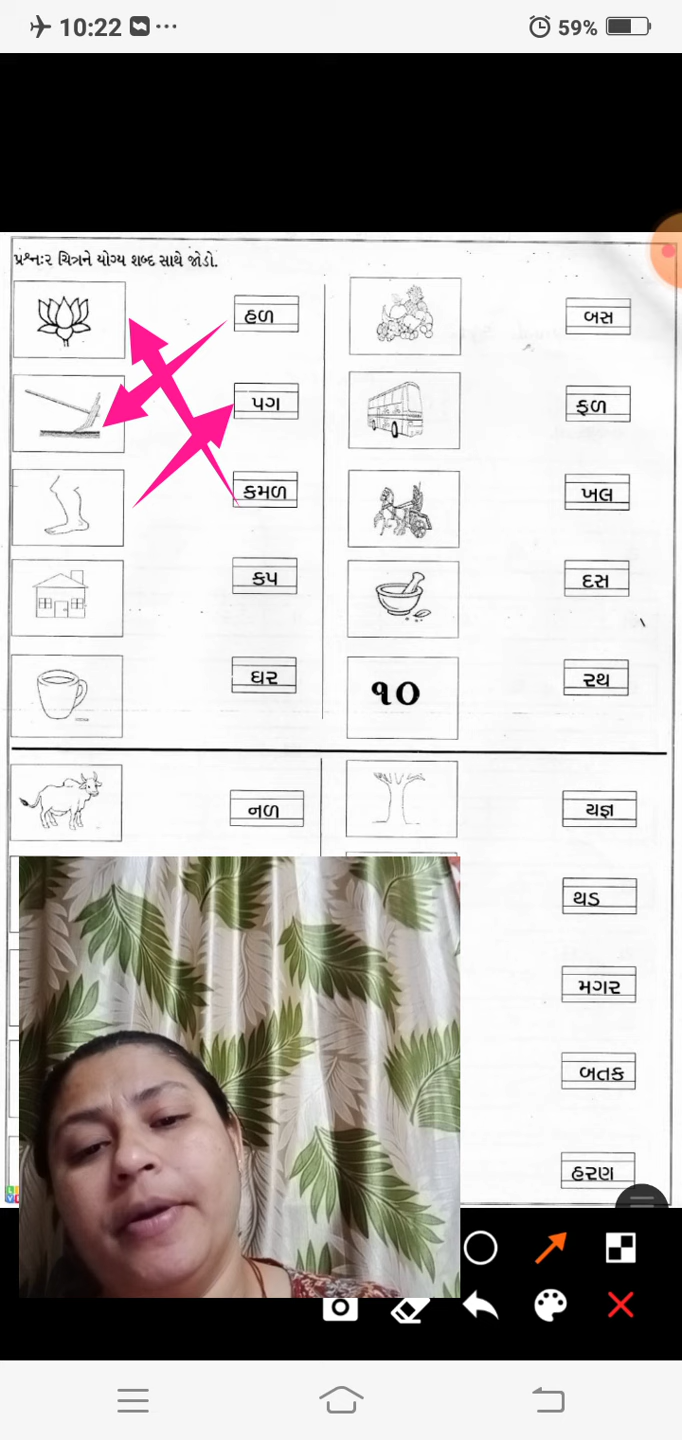 10:22
59%
પ્રશ્ન:૨ ચિત્રને યોગ્ય શબ્દ સાથે જોડો.
હળ
પગ
કમળ
કપ
ઘર
બસ
ફળ
ખલ
દસ
૧૦
રથ
નળ
યજ્ઞ
થડ
મગર
બતક
હરણ